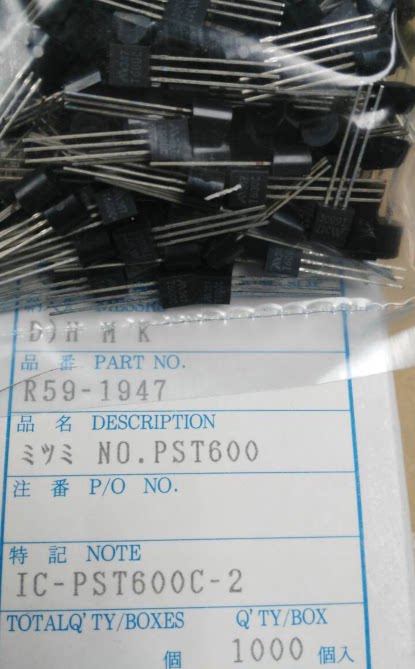 D)H M K
品 番 PART NO.
R59-1947
品 名 DESCRIPTION
ミツミ NO.PST600
注 番 P/O NO.
特 記 NOTE
IC-PST600C-2
TOTALQ'TY/BOXES Q'TY/BOX
個 1000 個入